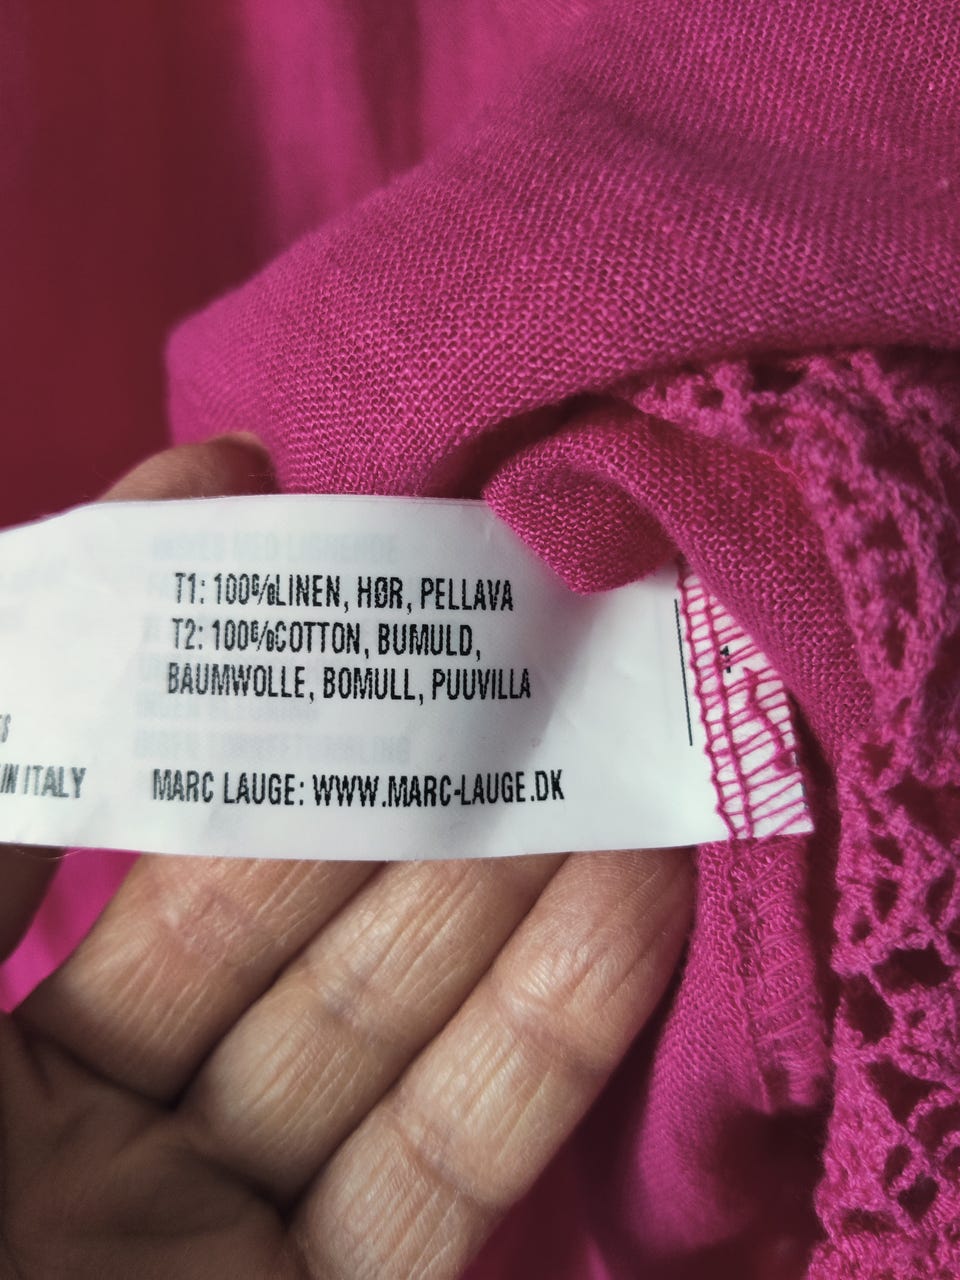 T1: 100%LINEN, HØR, PELLAVA
T2: 100%COTTON, BUMULD,
BAUMWOLLE, BOMULL, PUUVILLA
IN ITALY
MARC LAUGE: WWW.MARC-LAUGE.DK